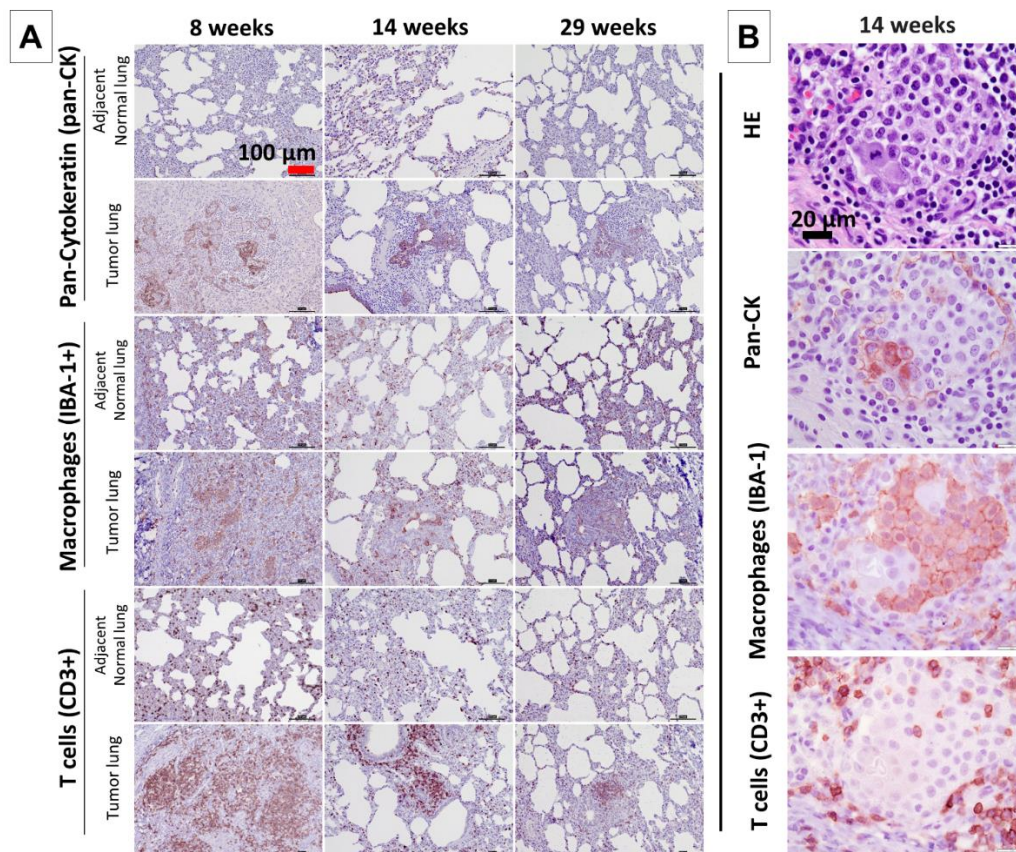 A
8 weeks
14 weeks
29 weeks
Pan-Cytokeratin (pan-CK)
Adjacent
Normal lung
100 µm
Tumor lung
Macrophages (IBA-1+)
Adjacent
Normal lung
Tumor lung
T cells (CD3+)
Adjacent
Normal lung
Tumor lung
B
14 weeks
HE
20 µm
Pan-CK
Macrophages (IBA-1)
T cells (CD3+)